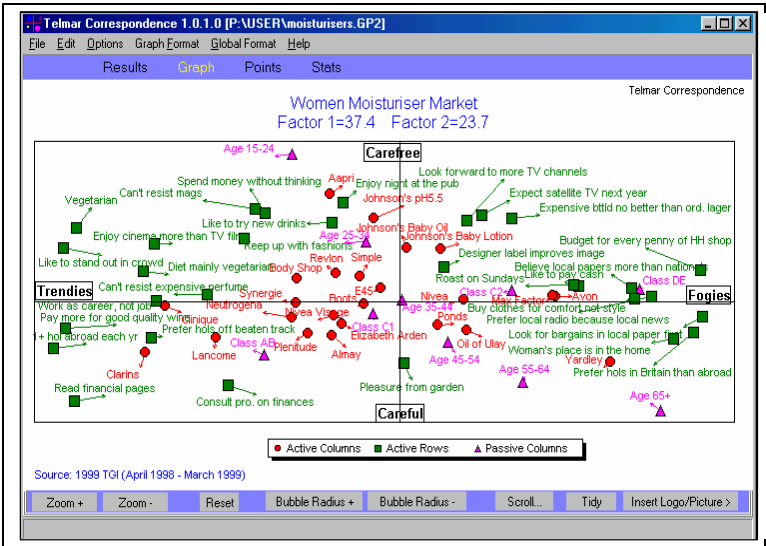 Telmar Correspondence 1.0.1.0 [P:\USER\moisturisers.GP2]
File Edit Options Graph Format Global Format Help
Results Graph Points Stats
Telmar Correspondence
Women Moisturiser Market
Factor 1=37.4 Factor 2=23.7
Age 15-24
Carefree
Look forward to more TV channels
Spend money without thinking
Aapri
Enjoy night at the pub
Can't resist mags
Expect satellite TV next year
Vegetarian
Johnson's pH5.5
Expensive bttld no better than ord. lager
Like to try new drinks
Johnson's Baby Oil
Enjoy cinema more than TV film
Age 25-34
Keep up with fashions
Johnson's Baby Lotion
Budget for every penny of HH shop
Like to stand out in crowd
Revlon
Simple
Designer label improves image
Diet mainly vegetarian
Body Shop
Believe local papers more than nationals
Roast on Sundays
Like to pay cash
Class DE
Trendies
Can't resist expensive perfume
Synergie
E45
Class C2
Fogies
Work as career, not job
Neutrogena
Boots
Nivea
Max Factor
Avon
Age 35-44
Buy clothes for comfort not style
Clinique
Nivea Visage
Pay more for good quality wine
Ponds
Prefer local radio because local news
Prefer hols off beaten track
Class C1
1+ hol abroad each yr
Elizabeth Arden
Look for bargains in local paper first
Class AB
Plenitude
Oil of Ulay
Woman's place is in the home
Lancome
Almay
Age 45-54
Yardley
Clarins
Age 55-64
Prefer hols in Britain than abroad
Read financial pages
Pleasure from garden
Consult pro. on finances
Age 65+
Careful
Active Columns Active Rows Passive Columns
Source: 1999 TGI (April 1998 - March 1999)
Zoom + Zoom - Reset Bubble Radius + Bubble Radius - Scroll... Tidy Insert Logo/Picture >